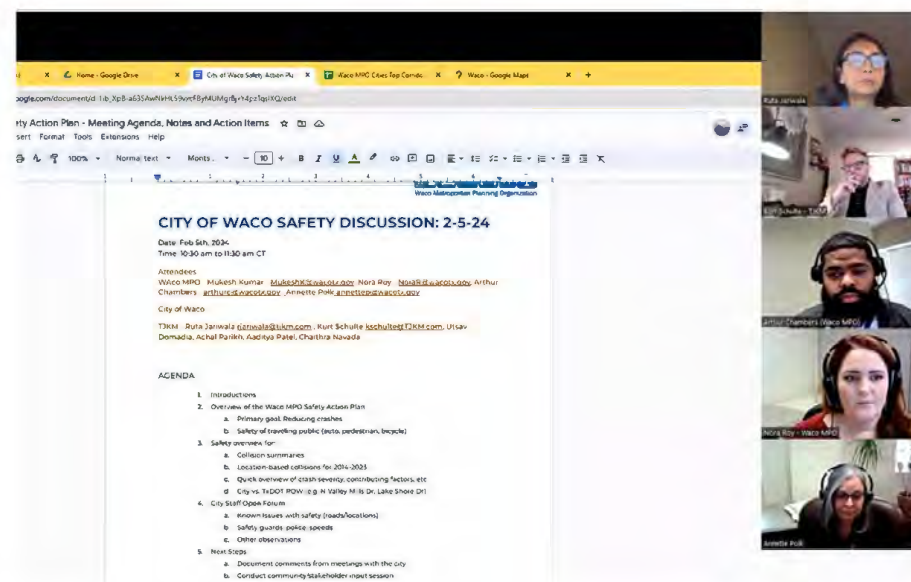 Home - Google Drive
City of Waco Safety Action Pla
Waco MPO Cities Top Corrido
Waco - Google Maps
ety Action Plan - Meeting Agenda, Notes and Action Items
sert Format Tools Extensions Help
100% Normal text Monts... 10 B I U A
Waco Metropolitan Planning Organization
CITY OF WACO SAFETY DISCUSSION: 2-5-24
Date: Feb 5th, 2024
Time: 10:30 am to 11:30 am CT
Attendees
WAco MPO Mukesh Kumar MukeshK@wacotx.gov Nora Roy NoraR@wacotx.gov, Arthur
Chambers arthurc@wacotx.gov Annette Polk annettep@wacotx.gov
City of Waco
TJKM Ruta Jariwala rjariwala@tjkm.com, Kurt Schulte kschulte@TJKM.com, Utsav
Domadia, Achal Parikh, Aaditya Patel, Chaithra Navada
AGENDA
1. Introductions
2. Overview of the Waco MPO Safety Action Plan
a. Primary goal: Reducing crashes
b. Safety of traveling public (auto, pedestrian, bicycle)
3. Safety overview for:
a. Collision summaries
b. Location-based collisions for 2014-2023
c. Quick overview of crash severity, contributing factors, etc
d. City vs. TxDOT ROW (e.g. N Valley Mills Dr, Lake Shore Dr)
4. City Staff Open Forum
a. Known Issues with safety (roads/locations)
b. Safety guards, police, speeds
c. Other observations
5. Next Steps
a. Document comments from meetings with the city
b. Conduct community/stakeholder input session
Ruta Jariwala
Kurt Schulte - TJKM
Arthur Chambers (Waco MPO)
Nora Roy - Waco MPO
Annette Polk